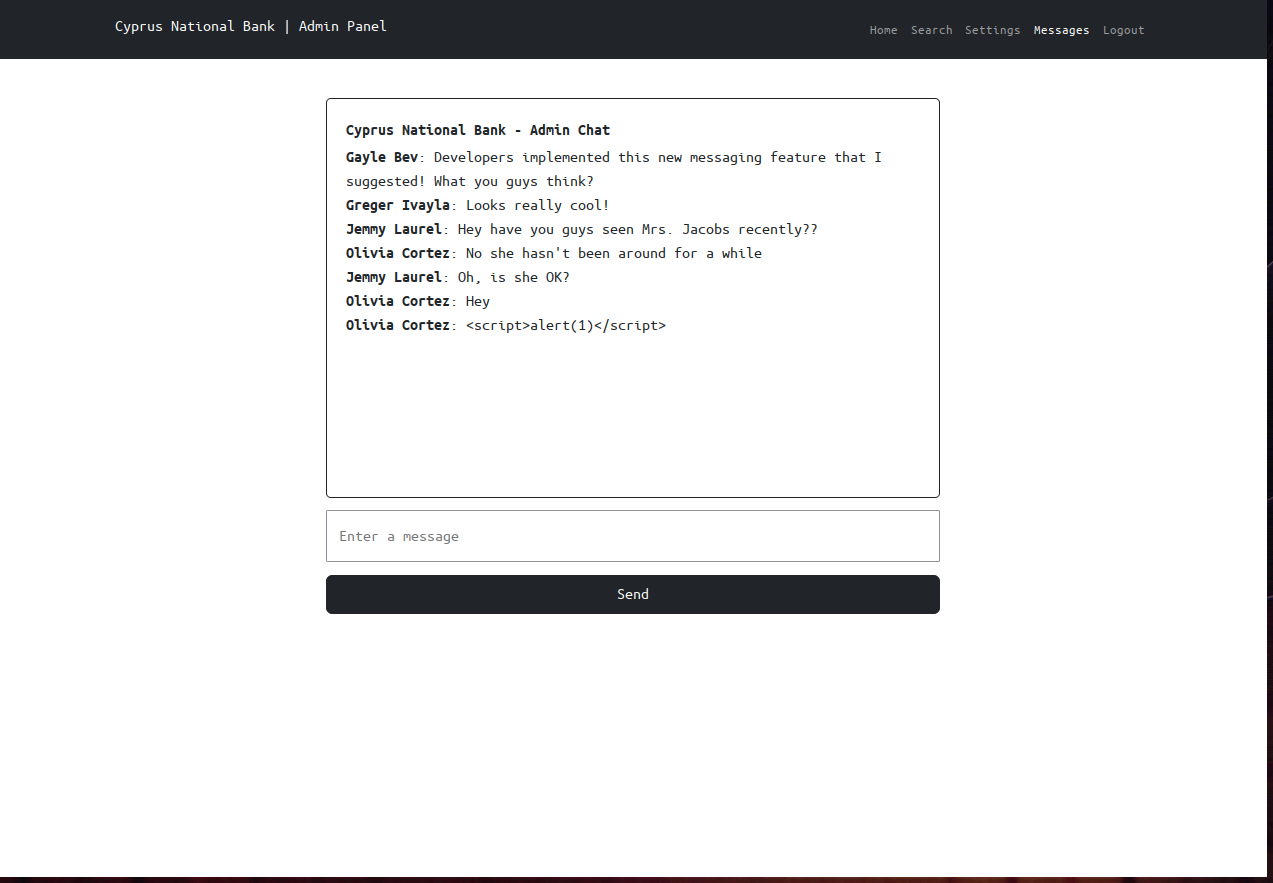 Cyprus National Bank | Admin Panel
Home Search Settings Messages Logout
Cyprus National Bank - Admin Chat
Gayle Bev: Developers implemented this new messaging feature that I
suggested! What you guys think?
Greger Ivayla: Looks really cool!
Jemmy Laurel: Hey have you guys seen Mrs. Jacobs recently??
Olivia Cortez: No she hasn't been around for a while
Jemmy Laurel: Oh, is she OK?
Olivia Cortez: Hey
Olivia Cortez: <script>alert(1)</script>
Enter a message
Send